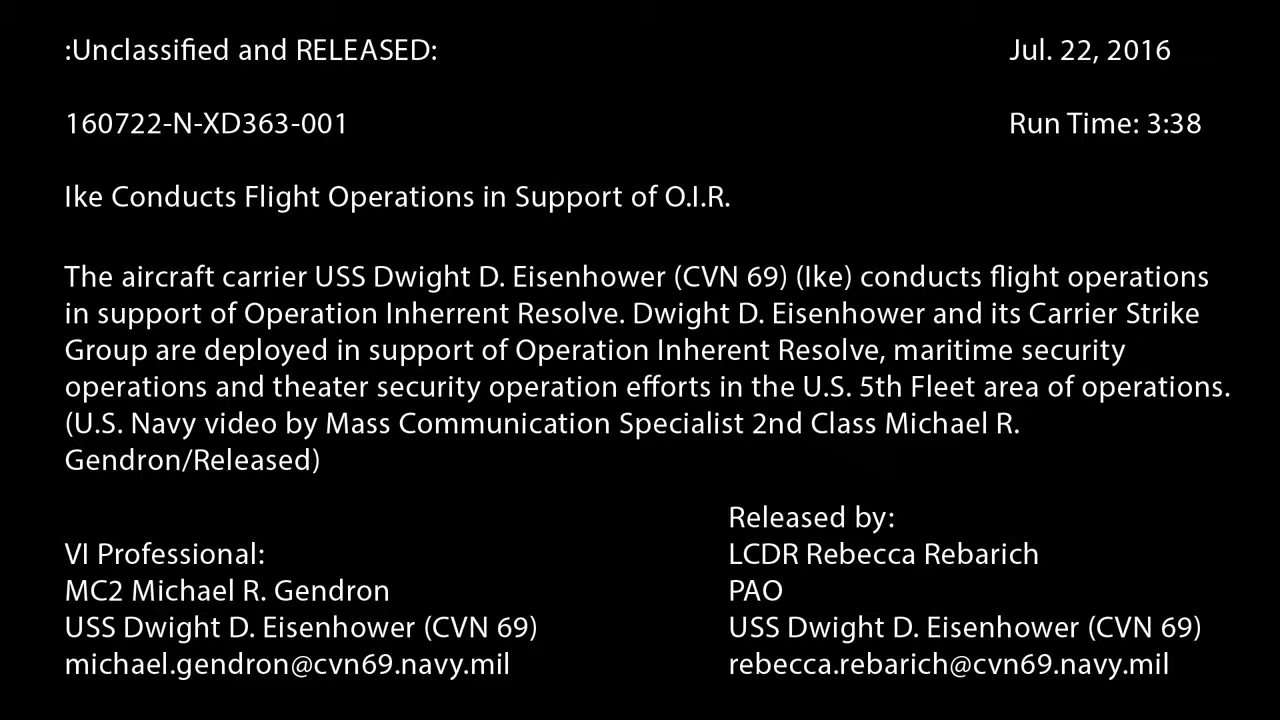 :Unclassified and RELEASED:
Jul. 22, 2016
160722-N-XD363-001
Run Time: 3:38
Ike Conducts Flight Operations in Support of O.I.R.
The aircraft carrier USS Dwight D. Eisenhower (CVN 69) (Ike) conducts flight operations
in support of Operation Inherrent Resolve. Dwight D. Eisenhower and its Carrier Strike
Group are deployed in support of Operation Inherent Resolve, maritime security
operations and theater security operation efforts in the U.S. 5th Fleet area of operations.
(U.S. Navy video by Mass Communication Specialist 2nd Class Michael R.
Gendron/Released)
VI Professional:
MC2 Michael R. Gendron
USS Dwight D. Eisenhower (CVN 69)
michael.gendron@cvn69.navy.mil
Released by:
LCDR Rebecca Rebarich
PAO
USS Dwight D. Eisenhower (CVN 69)
rebecca.rebarich@cvn69.navy.mil